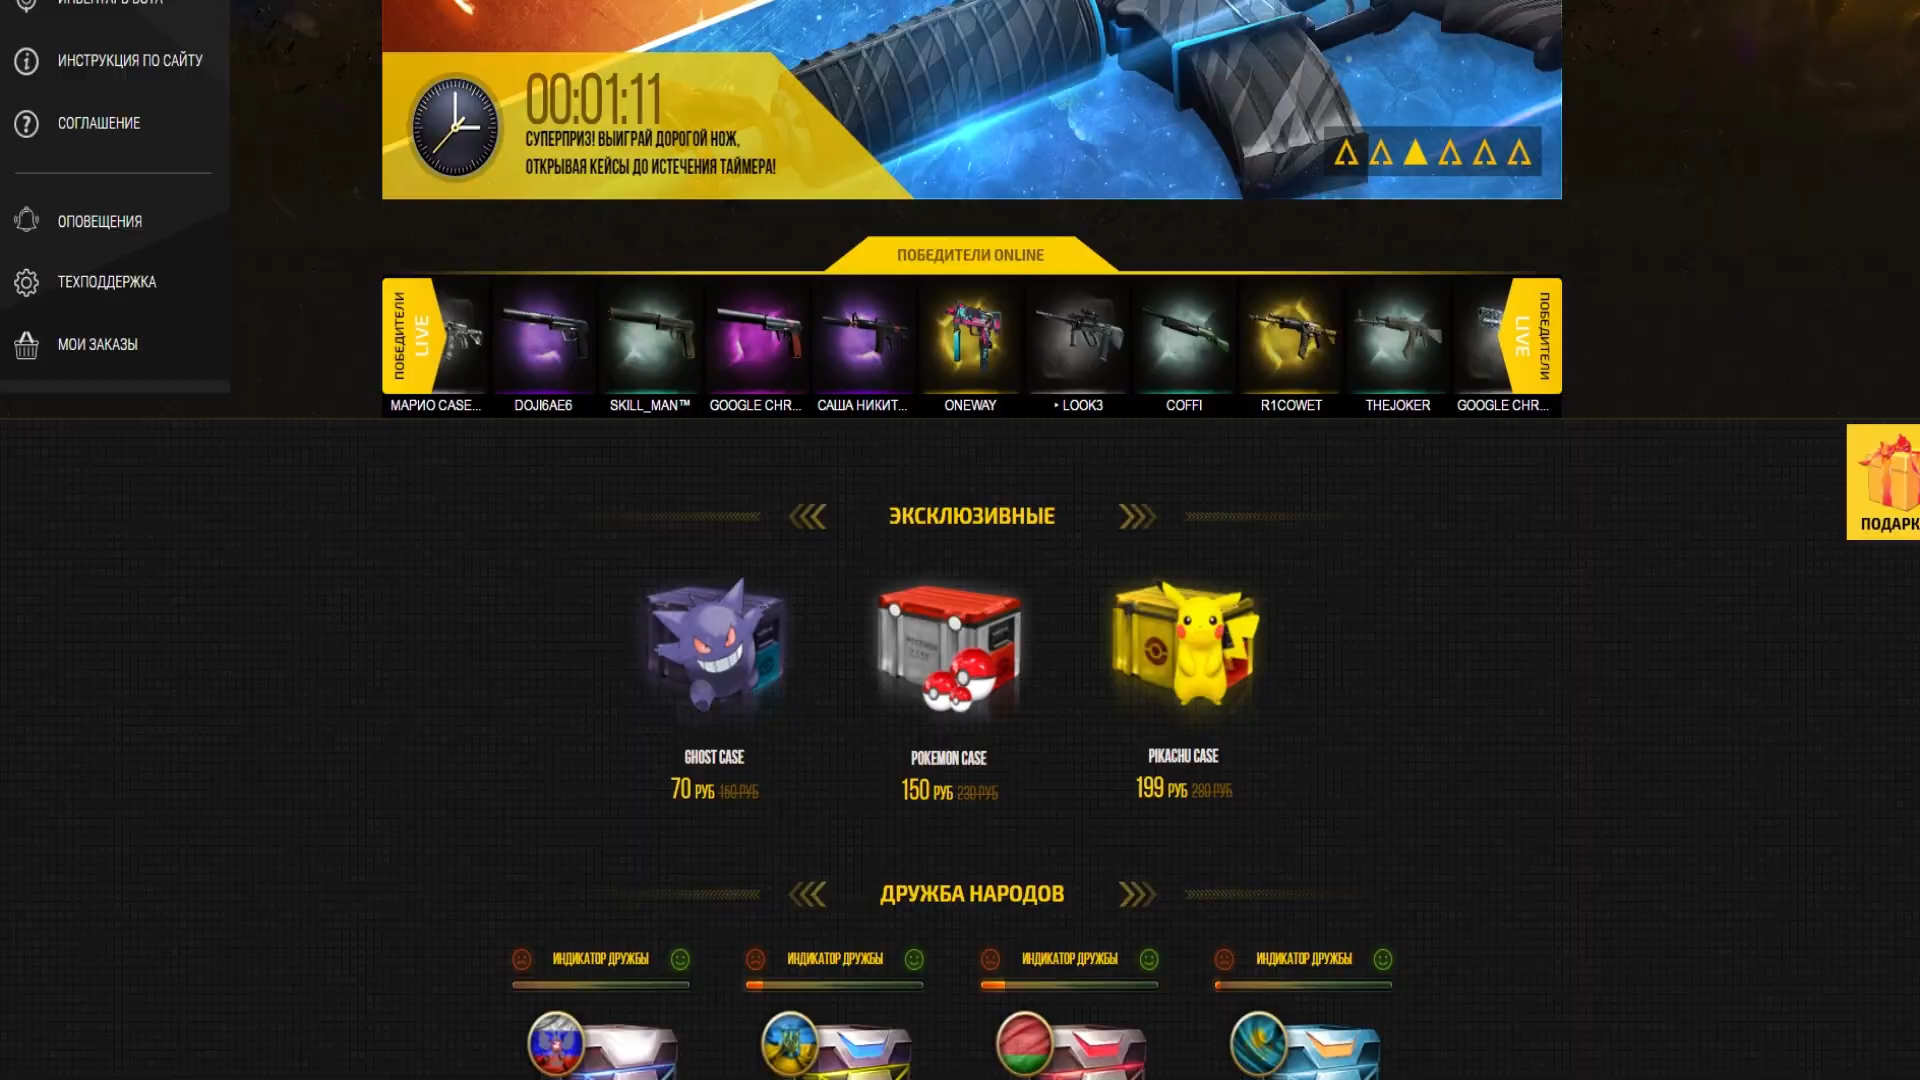 ИНВЕНТАРЬ БОТА
ИНСТРУКЦИЯ ПО САЙТУ
СОГЛАШЕНИЕ
ОПОВЕЩЕНИЯ
ТЕХПОДДЕРЖКА
МОИ ЗАКАЗЫ
00:01:11
СУПЕРПРИЗ! ВЫИГРАЙ ДОРОГОЙ НОЖ,
ОТКРЫВАЯ КЕЙСЫ ДО ИСТЕЧЕНИЯ ТАЙМЕРА!
ПОБЕДИТЕЛИ ONLINE
ПОБЕДИТЕЛИ
LIVE
LIVE
ПОБЕДИТЕЛИ
МАРИО CASE... DOJI6AE6 SKILL_MAN™ GOOGLE CHR... САША НИКИТ... ONEWAY ‣ LOOK3 COFFI R1COWET THEJOKER GOOGLE CHR...
ПОДАРК
ЭКСКЛЮЗИВНЫЕ
GHOST CASE POKEMON CASE PIKACHU CASE
70 РУБ 150 РУБ 150 РУБ 230 РУБ 199 РУБ 280 РУБ
ДРУЖБА НАРОДОВ
ИНДИКАТОР ДРУЖБЫ ИНДИКАТОР ДРУЖБЫ ИНДИКАТОР ДРУЖБЫ ИНДИКАТОР ДРУЖБЫ